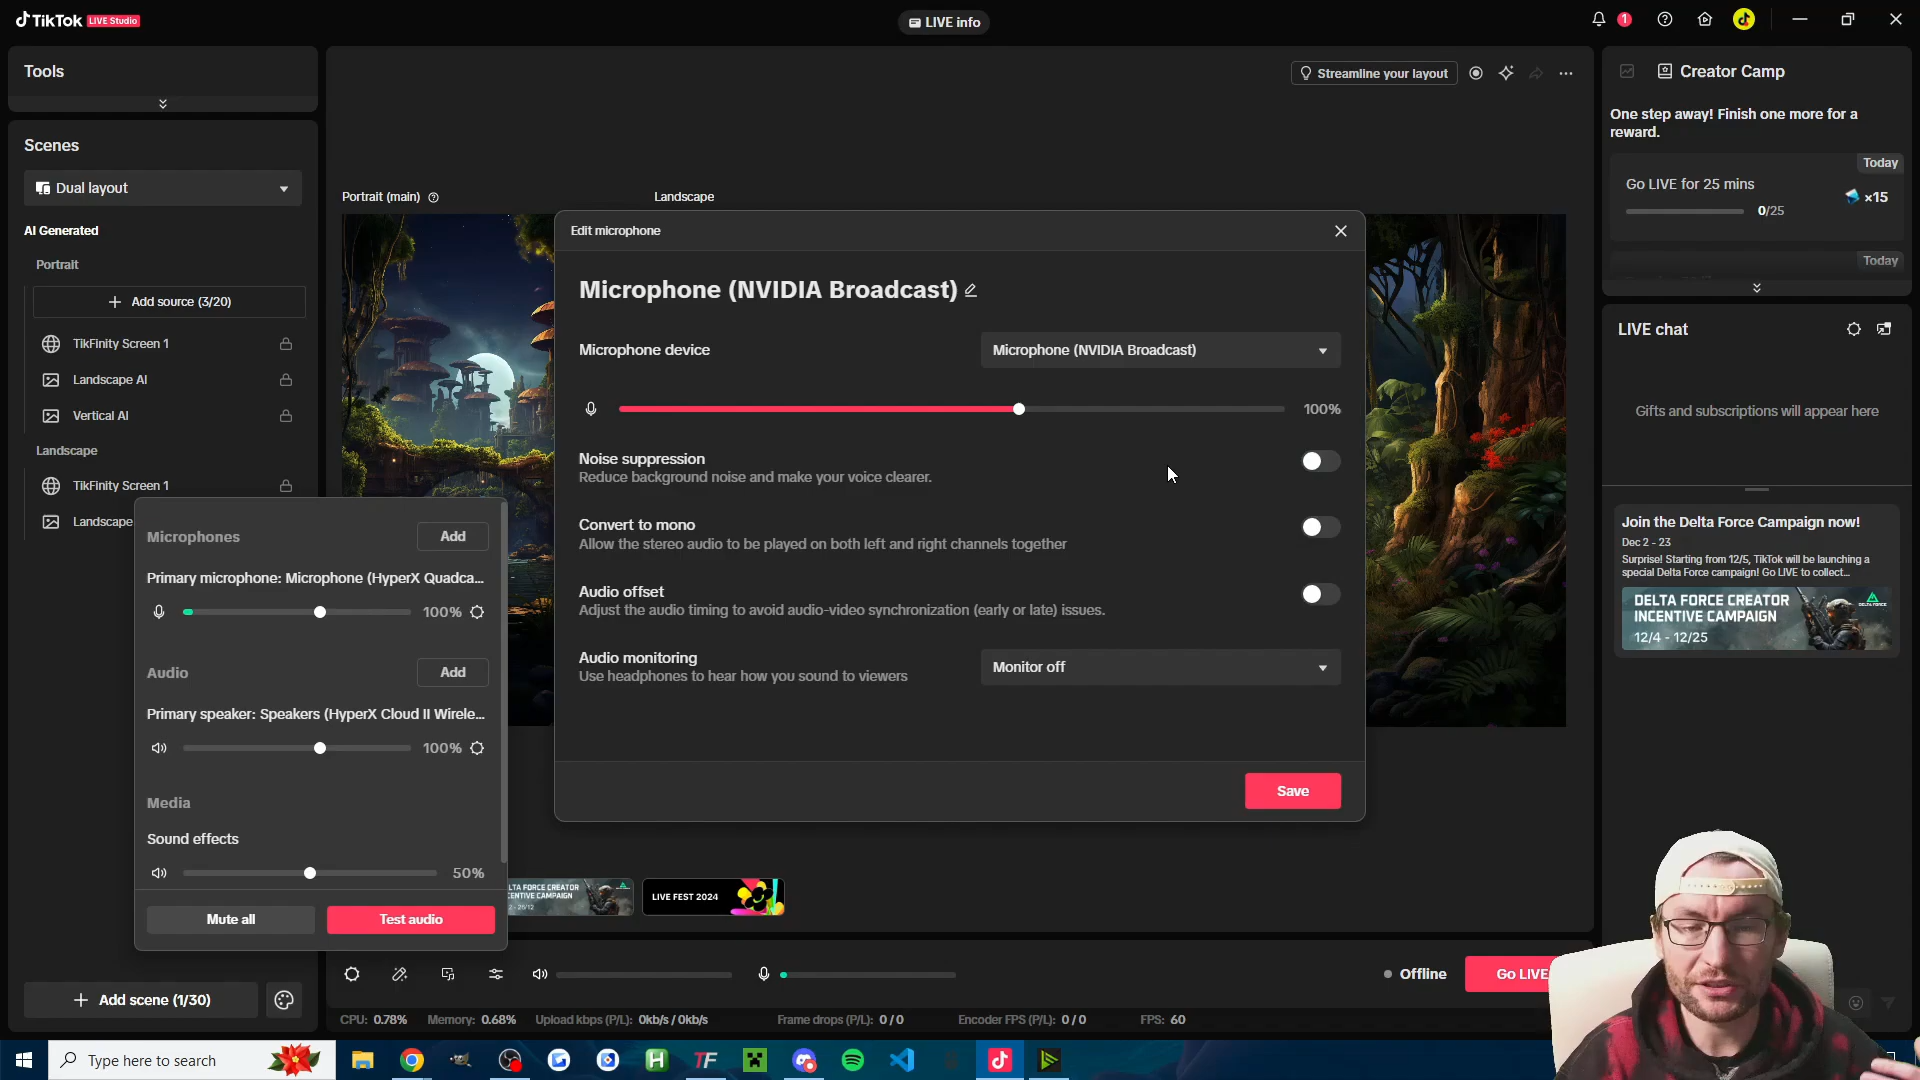 TikTok LIVE Studio
LIVE info
1
Tools
Streamline your layout
Creator Camp
One step away! Finish one more for a
reward.
Today
Go LIVE for 25 mins
×15
0/25
Today
Scenes
Dual layout
AI Generated
Portrait
Add source (3/20)
TikFinity Screen 1
Landscape AI
Vertical AI
Landscape
TikFinity Screen 1
Landscape
Portrait (main)
Landscape
Edit microphone
Microphone (NVIDIA Broadcast)
Microphone device
Microphone (NVIDIA Broadcast)
100%
Noise suppression
Reduce background noise and make your voice clearer.
Convert to mono
Allow the stereo audio to be played on both left and right channels together
Audio offset
Adjust the audio timing to avoid audio-video synchronization (early or late) issues.
Audio monitoring
Use headphones to hear how you sound to viewers
Monitor off
Save
Microphones
Add
Primary microphone: Microphone (HyperX Quadca...
100%
Audio
Add
Primary speaker: Speakers (HyperX Cloud II Wirele...
100%
Media
Sound effects
50%
Mute all
Test audio
Add scene (1/30)
LIVE chat
Gifts and subscriptions will appear here
Join the Delta Force Campaign now!
Dec 2 - 23
Surprise! Starting from 12/5, TikTok will be launching a
special Delta Force campaign! Go LIVE to collect...
DELTA FORCE CREATOR
INCENTIVE CAMPAIGN
12/4 - 12/25
DELTA FORCE
LTA FORCE CREATOR
CENTIVE CAMPAIGN
LIVE FEST 2024
Offline
Go LIVE
CPU: 0.78%
Memory: 0.68%
Upload kbps (P/L): 0kb/s / 0kb/s
Frame drops (P/L): 0 / 0
Encoder FPS (P/L): 0 / 0
FPS: 60
Type here to search
H
TF